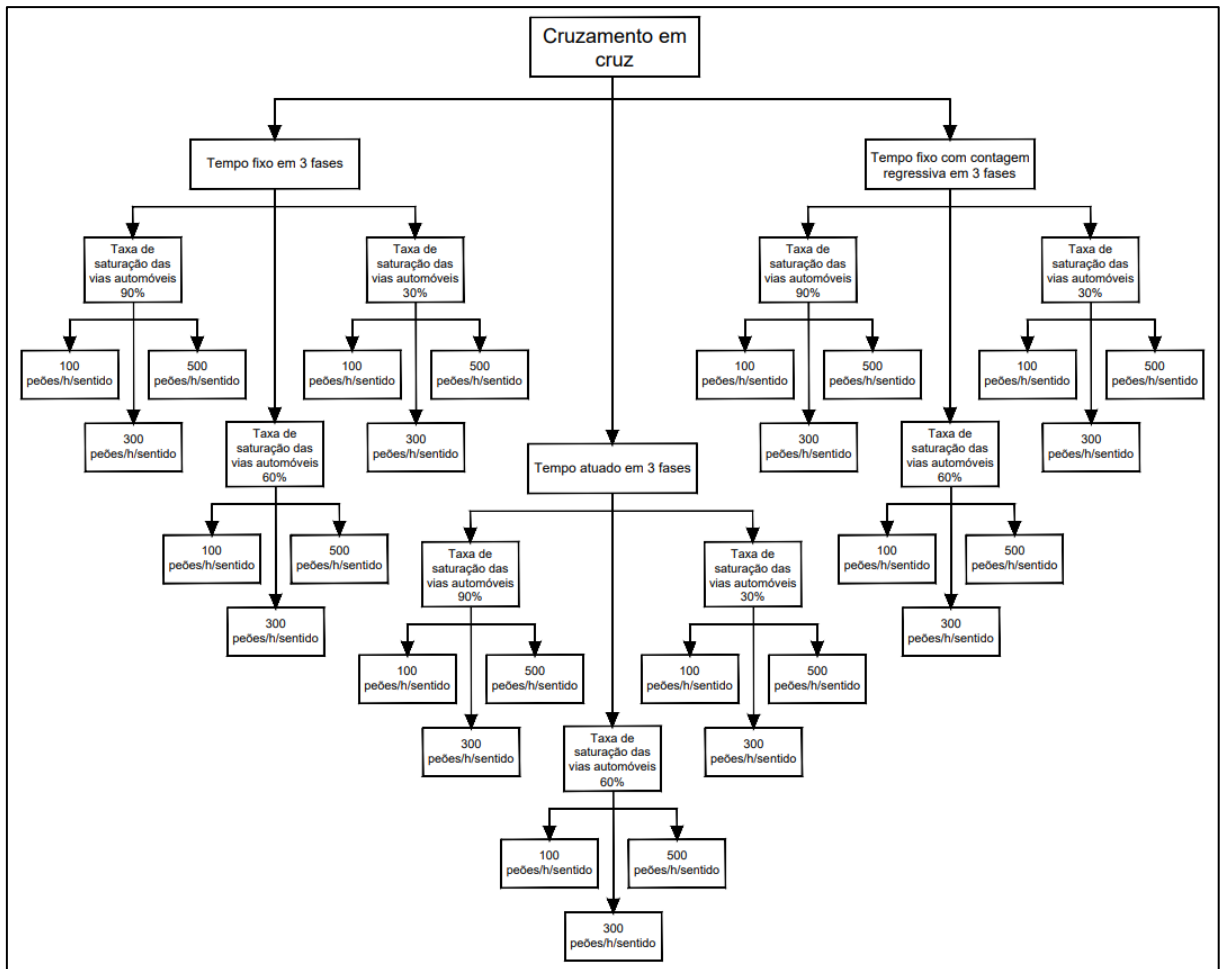 Cruzamento em
cruz
Tempo fixo em 3 fases
Tempo fixo com contagem
regressiva em 3 fases
Taxa de
saturação das
vias automóveis
90%
Taxa de
saturação das
vias automóveis
30%
Taxa de
saturação das
vias automóveis
90%
Taxa de
saturação das
vias automóveis
30%
100
peões/h/sentido
500
peões/h/sentido
100
peões/h/sentido
500
peões/h/sentido
100
peões/h/sentido
500
peões/h/sentido
100
peões/h/sentido
500
peões/h/sentido
300
peões/h/sentido
Taxa de
saturação das
vias automóveis
60%
300
peões/h/sentido
Tempo atuado em 3 fases
300
peões/h/sentido
Taxa de
saturação das
vias automóveis
60%
300
peões/h/sentido
100
peões/h/sentido
500
peões/h/sentido
Taxa de
saturação das
vias automóveis
90%
Taxa de
saturação das
vias automóveis
30%
100
peões/h/sentido
500
peões/h/sentido
300
peões/h/sentido
300
peões/h/sentido
100
peões/h/sentido
500
peões/h/sentido
100
peões/h/sentido
500
peões/h/sentido
300
peões/h/sentido
Taxa de
saturação das
vias automóveis
60%
300
peões/h/sentido
100
peões/h/sentido
500
peões/h/sentido
300
peões/h/sentido